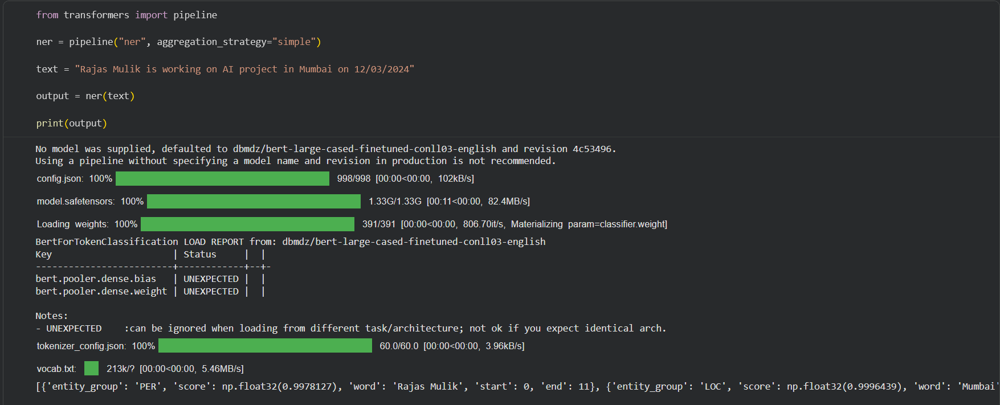 from transformers import pipeline
ner = pipeline("ner", aggregation_strategy="simple")
text = "Rajas Mulik is working on AI project in Mumbai on 12/03/2024"
output = ner(text)
print(output)
No model was supplied, defaulted to dbmdz/bert-large-cased-finetuned-conll03-english and revision 4c53496.
Using a pipeline without specifying a model name and revision in production is not recommended.
config.json: 100% 998/998 [00:00<00:00, 102kB/s]
model.safetensors: 100% 1.33G/1.33G [00:11<00:00, 82.4MB/s]
Loading weights: 100% 391/391 [00:00<00:00, 806.70it/s, Materializing param=classifier.weight]
BertForTokenClassification LOAD REPORT from: dbmdz/bert-large-cased-finetuned-conll03-english
Key                      | Status     |  |
-------------------------+------------+--+-
bert.pooler.dense.bias   | UNEXPECTED |  |
bert.pooler.dense.weight | UNEXPECTED |  |
Notes:
- UNEXPECTED    :can be ignored when loading from different task/architecture; not ok if you expect identical arch.
tokenizer_config.json: 100% 60.0/60.0 [00:00<00:00, 3.96kB/s]
vocab.txt: 213k/? [00:00<00:00, 5.46MB/s]
[{'entity_group': 'PER', 'score': np.float32(0.9978127), 'word': 'Rajas Mulik', 'start': 0, 'end': 11}, {'entity_group': 'LOC', 'score': np.float32(0.9996439), 'word': 'Mumbai'